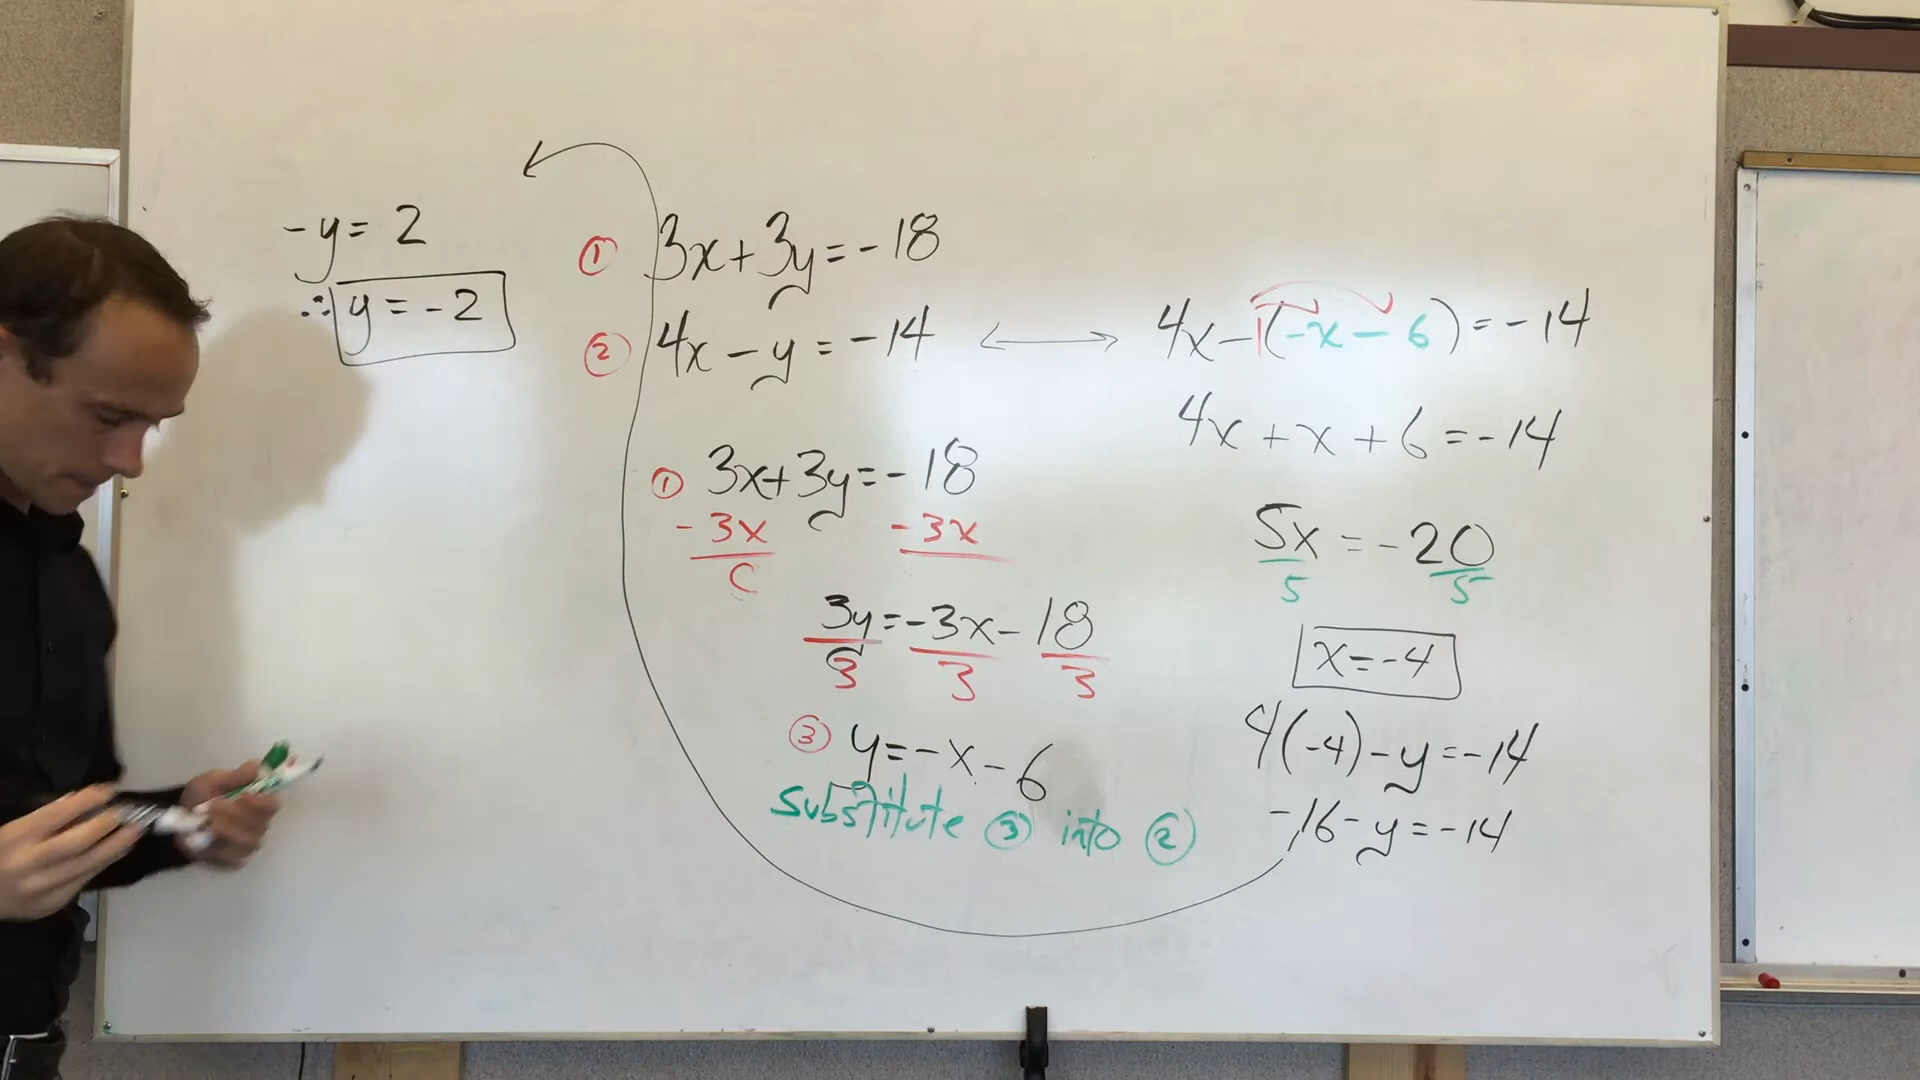 -y = 2
∴ y = -2
① 3x + 3y = -18
② 4x - y = -14
① 3x + 3y = -18
-3x -3x
0
3y = -3x - 18
3 3 3
③ y = -x - 6
Substitute ③ into ②
4x - 1(-x - 6) = -14
4x + x + 6 = -14
5x = -20
5 5
x = -4
4(-4) - y = -14
-16 - y = -14